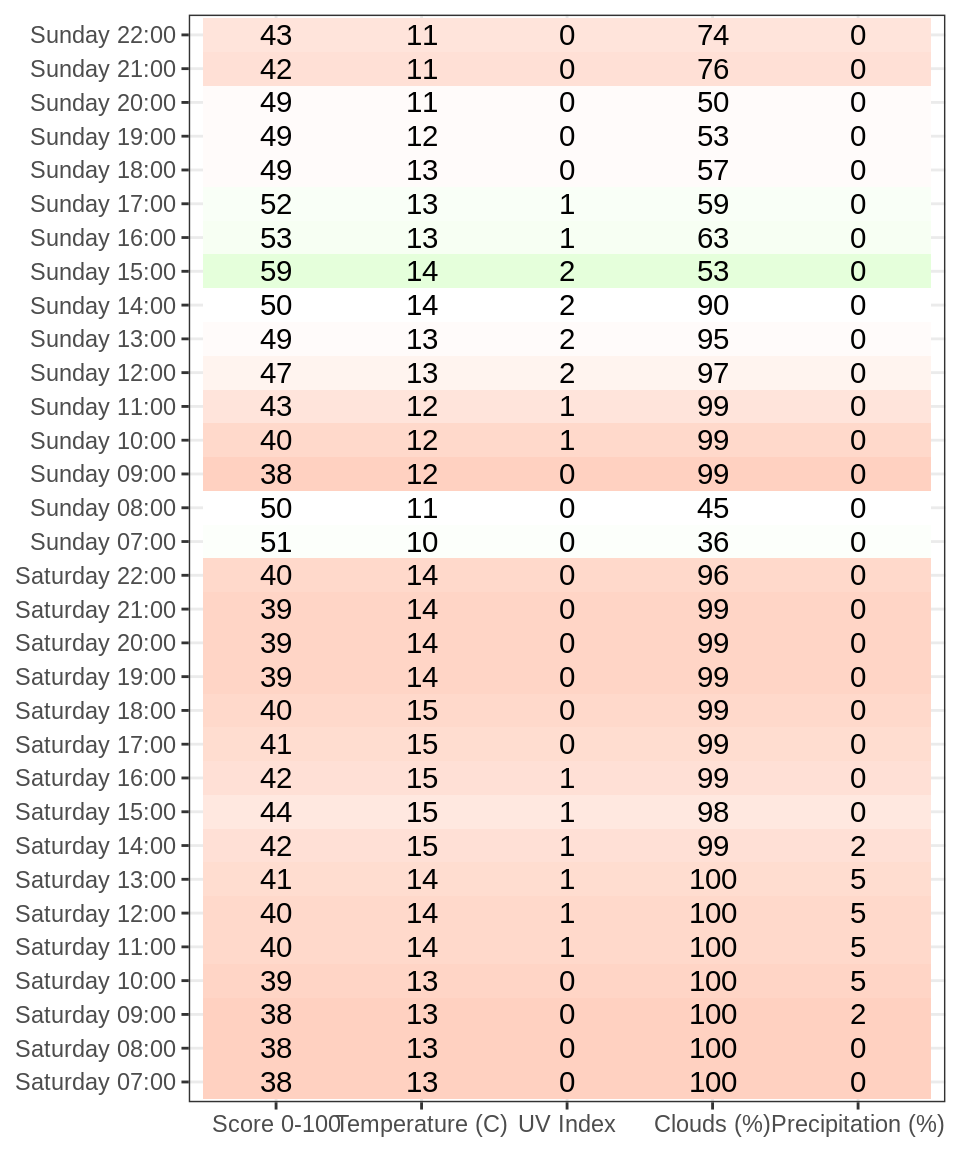 Sunday 22:00 43 11 0 74 0
Sunday 21:00 42 11 0 76 0
Sunday 20:00 49 11 0 50 0
Sunday 19:00 49 12 0 53 0
Sunday 18:00 49 13 0 57 0
Sunday 17:00 52 13 1 59 0
Sunday 16:00 53 13 1 63 0
Sunday 15:00 59 14 2 53 0
Sunday 14:00 50 14 2 90 0
Sunday 13:00 49 13 2 95 0
Sunday 12:00 47 13 2 97 0
Sunday 11:00 43 12 1 99 0
Sunday 10:00 40 12 1 99 0
Sunday 09:00 38 12 0 99 0
Sunday 08:00 50 11 0 45 0
Sunday 07:00 51 10 0 36 0
Saturday 22:00 40 14 0 96 0
Saturday 21:00 39 14 0 99 0
Saturday 20:00 39 14 0 99 0
Saturday 19:00 39 14 0 99 0
Saturday 18:00 40 15 0 99 0
Saturday 17:00 41 15 0 99 0
Saturday 16:00 42 15 1 99 0
Saturday 15:00 44 15 1 98 0
Saturday 14:00 42 15 1 99 2
Saturday 13:00 41 14 1 100 5
Saturday 12:00 40 14 1 100 5
Saturday 11:00 40 14 1 100 5
Saturday 10:00 39 13 0 100 5
Saturday 09:00 38 13 0 100 2
Saturday 08:00 38 13 0 100 0
Saturday 07:00 38 13 0 100 0
Score 0-100 Temperature (C) UV Index Clouds (%) Precipitation (%)